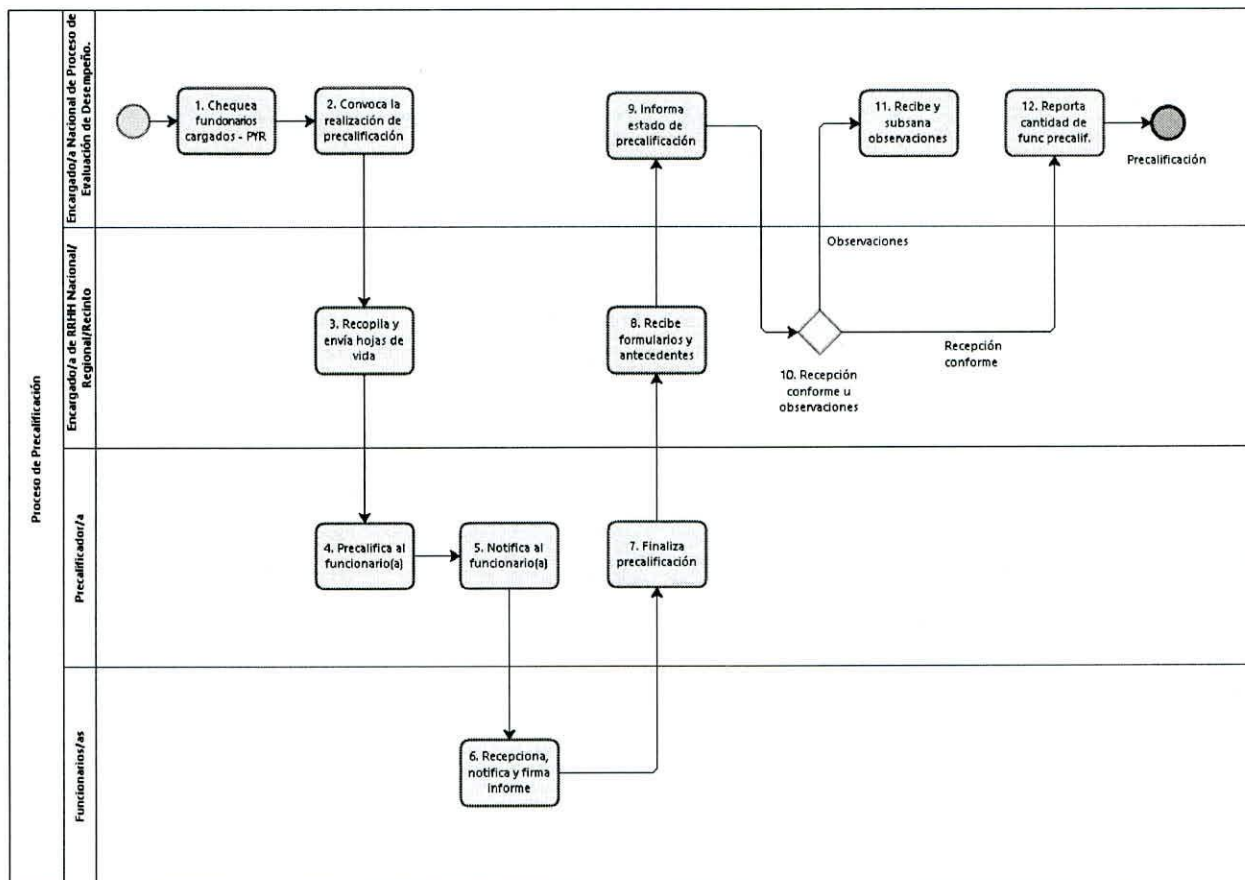 Proceso de Precalificación
Encargado/a Nacional de Proceso de
Evaluación de Desempeño.
1. Chequea
funcionarios
cargados - PYR
2. Convoca la
realización de
precalificación
9. Informa
estado de
precalificación
11. Recibe y
subsana
observaciones
12. Reporta
cantidad de
func precalif.
Precalificación
Encargado/a de RRHH Nacional/
Regional/Recinto
Observaciones
3. Recopila y
envía hojas de
vida
8. Recibe
formularios y
antecedentes
10. Recepción
conforme u
observaciones
Recepción
conforme
Precalificador/a
4. Precalifica al
funcionario(a)
5. Notifica al
funcionario(a)
7. Finaliza
precalificación
Funcionarios/as
6. Recepciona,
notifica y firma
informe